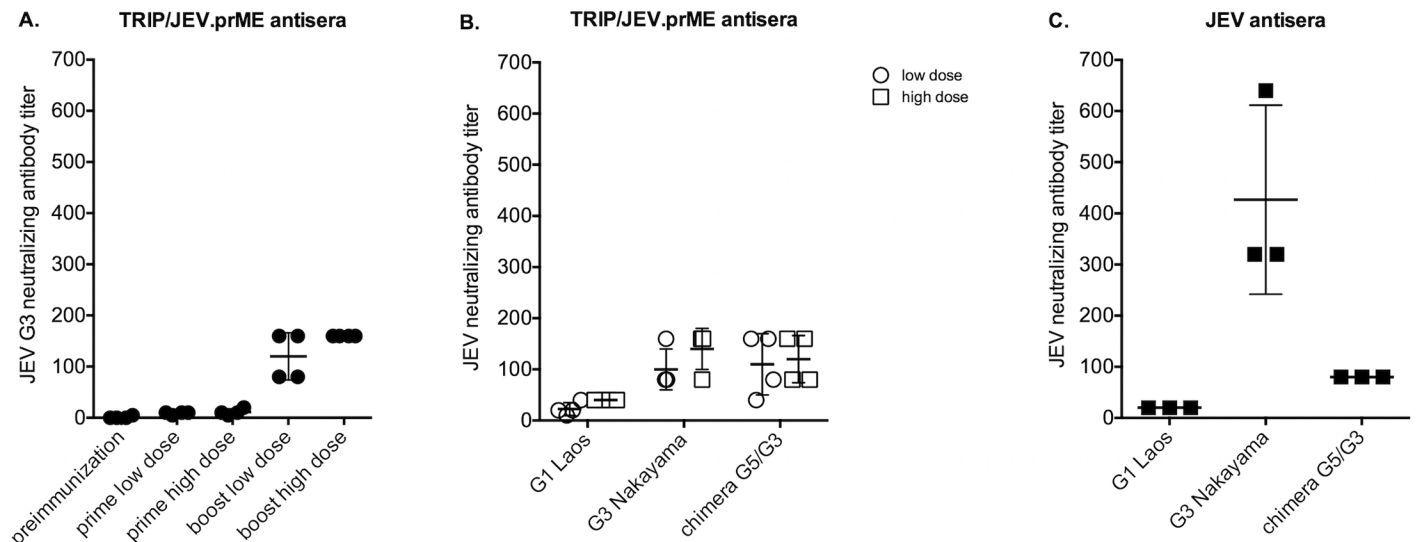 A.
TRIP/JEV.prME antisera
JEV G3 neutralizing antibody titer
700
600
500
400
300
200
100
0
preimmunization
prime low dose
prime high dose
boost low dose
boost high dose
B.
TRIP/JEV.prME antisera
JEV neutralizing antibody titer
700
600
500
400
300
200
100
0
G1 Laos
G3 Nakayama
chimera G5/G3
low dose
high dose
C.
JEV antisera
JEV neutralizing antibody titer
700
600
500
400
300
200
100
0
G1 Laos
G3 Nakayama
chimera G5/G3